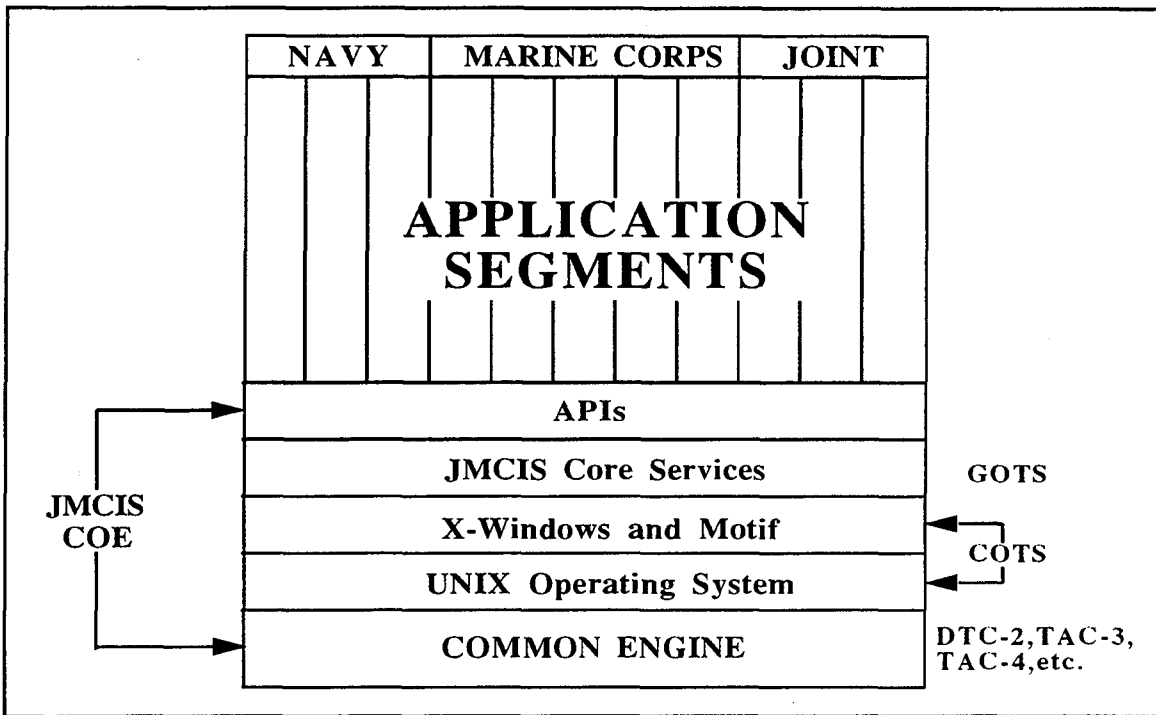 NAVY
MARINE CORPS
JOINT
APPLICATION
SEGMENTS
APIs
JMCIS Core Services
GOTS
JMCIS
COE
X-Windows and Motif
COTS
UNIX Operating System
COMMON ENGINE
DTC-2,TAC-3,
TAC-4,etc.